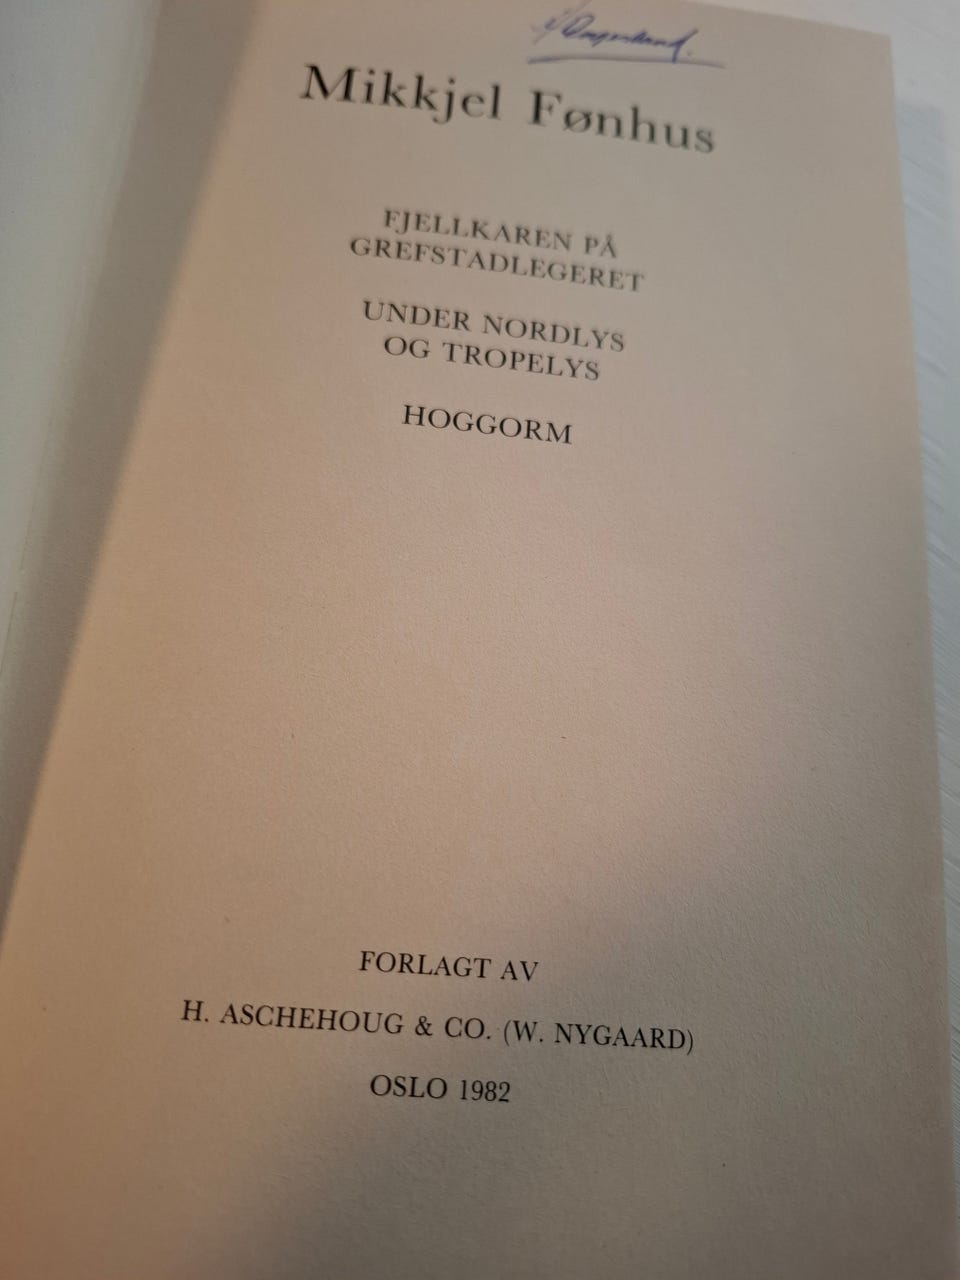 Mikkjel Fønhus
FJELLKAREN PÅ
GREFSTADLEGERET
UNDER NORDLYS
OG TROPELYS
HOGGORM
FORLAGT AV
H. ASCHEHOUG & CO. (W. NYGAARD)
OSLO 1982